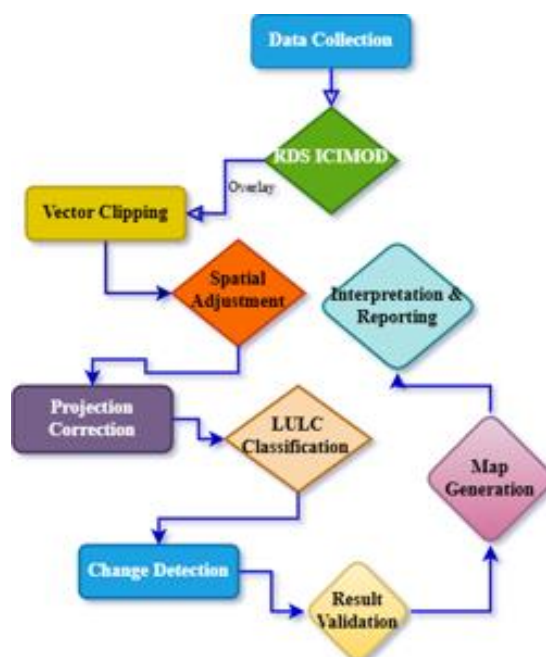 Data Collection
RDS ICIMOD
Overlay
Vector Clipping
Spatial
Adjustment
Interpretation &
Reporting
Projection
Correction
LULC
Classification
Map
Generation
Change Detection
Result
Validation